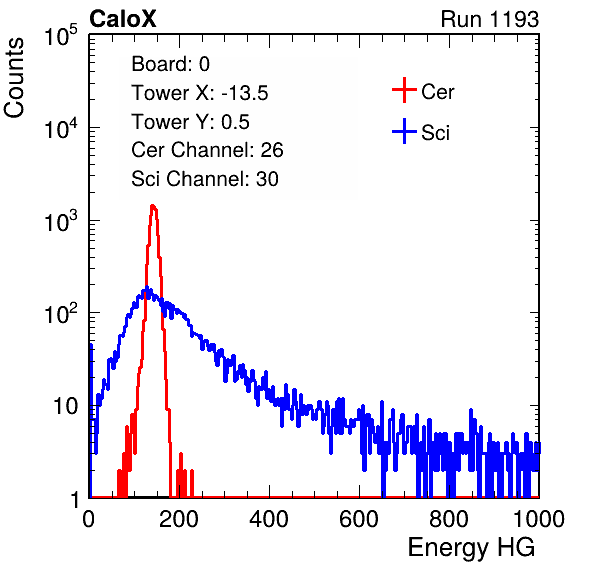 CaloX Run 1193
Counts
10^5
10^4
10^3
10^2
10
1
Board: 0
Tower X: -13.5
Tower Y: 0.5
Cer Channel: 26
Sci Channel: 30
Cer
Sci
0 200 400 600 800 1000
Energy HG